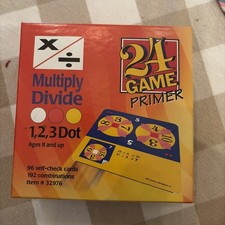 × ÷
Multiply
Divide
1,2,3 Dot
Ages 8 and up
96 self-check cards
192 combinations
Item # 32976
24
GAME
PRIMER